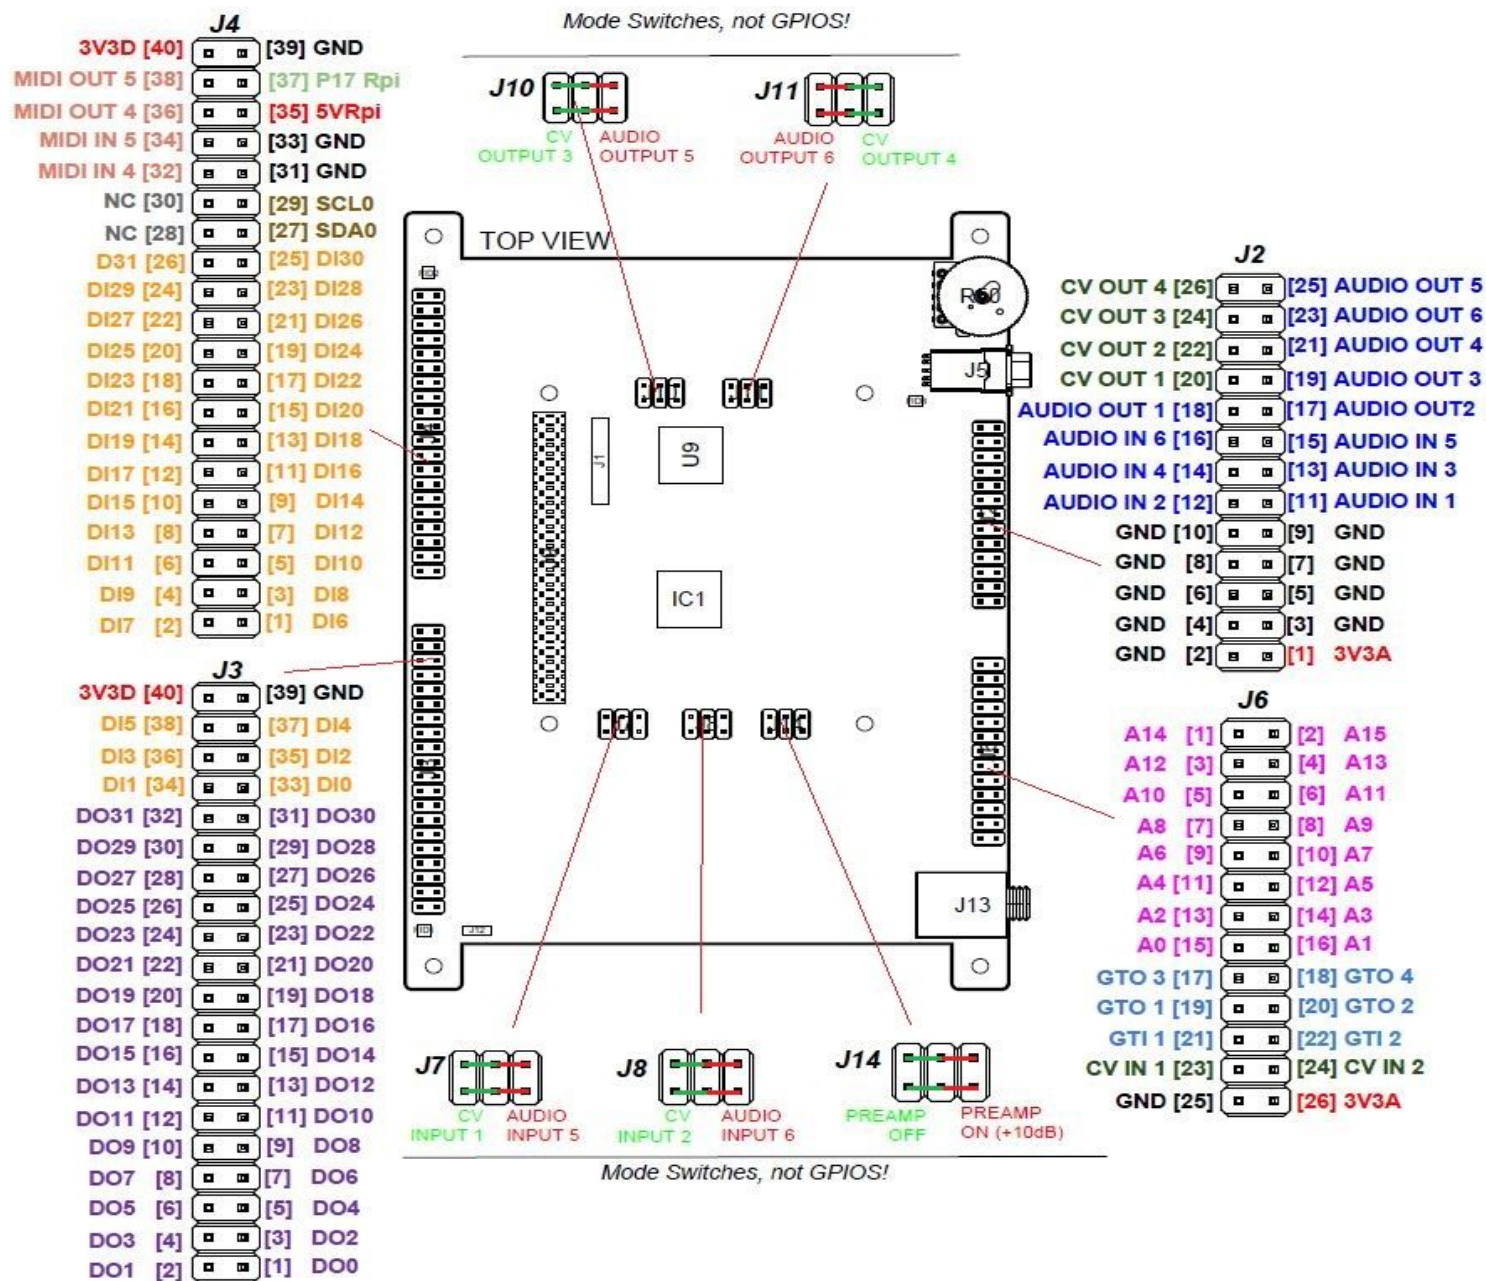 Mode Switches, not GPIOS!
J4
3V3D [40] [39] GND
MIDI OUT 5 [38] [37] P17 Rpi
MIDI OUT 4 [36] [35] 5VRpi
MIDI IN 5 [34] [33] GND
MIDI IN 4 [32] [31] GND
NC [30] [29] SCL0
NC [28] [27] SDA0
D31 [26] [25] DI30
DI29 [24] [23] DI28
DI27 [22] [21] DI26
DI25 [20] [19] DI24
DI23 [18] [17] DI22
DI21 [16] [15] DI20
DI19 [14] [13] DI18
DI17 [12] [11] DI16
DI15 [10] [9] DI14
DI13 [8] [7] DI12
DI11 [6] [5] DI10
DI9 [4] [3] DI8
DI7 [2] [1] DI6
J3
3V3D [40] [39] GND
DI5 [38] [37] DI4
DI3 [36] [35] DI2
DI1 [34] [33] DI0
DO31 [32] [31] DO30
DO29 [30] [29] DO28
DO27 [28] [27] DO26
DO25 [26] [25] DO24
DO23 [24] [23] DO22
DO21 [22] [21] DO20
DO19 [20] [19] DO18
DO17 [18] [17] DO16
DO15 [16] [15] DO14
DO13 [14] [13] DO12
DO11 [12] [11] DO10
DO9 [10] [9] DO8
DO7 [8] [7] DO6
DO5 [6] [5] DO4
DO3 [4] [3] DO2
DO1 [2] [1] DO0
J10
CV
OUTPUT 3
AUDIO
OUTPUT 5
J11
AUDIO
OUTPUT 6
CV
OUTPUT 4
TOP VIEW
J5
J1
U9
IC1
J13
J12
J7
CV
INPUT 1
AUDIO
INPUT 5
J8
CV
INPUT 2
AUDIO
INPUT 6
J14
PREAMP
OFF
PREAMP
ON (+10dB)
Mode Switches, not GPIOS!
J2
CV OUT 4 [26] [25] AUDIO OUT 5
CV OUT 3 [24] [23] AUDIO OUT 6
CV OUT 2 [22] [21] AUDIO OUT 4
CV OUT 1 [20] [19] AUDIO OUT 3
AUDIO OUT 1 [18] [17] AUDIO OUT2
AUDIO IN 6 [16] [15] AUDIO IN 5
AUDIO IN 4 [14] [13] AUDIO IN 3
AUDIO IN 2 [12] [11] AUDIO IN 1
GND [10] [9] GND
GND [8] [7] GND
GND [6] [5] GND
GND [4] [3] GND
GND [2] [1] 3V3A
J6
A14 [1] [2] A15
A12 [3] [4] A13
A10 [5] [6] A11
A8 [7] [8] A9
A6 [9] [10] A7
A4 [11] [12] A5
A2 [13] [14] A3
A0 [15] [16] A1
GTO 3 [17] [18] GTO 4
GTO 1 [19] [20] GTO 2
GTI 1 [21] [22] GTI 2
CV IN 1 [23] [24] CV IN 2
GND [25] [26] 3V3A